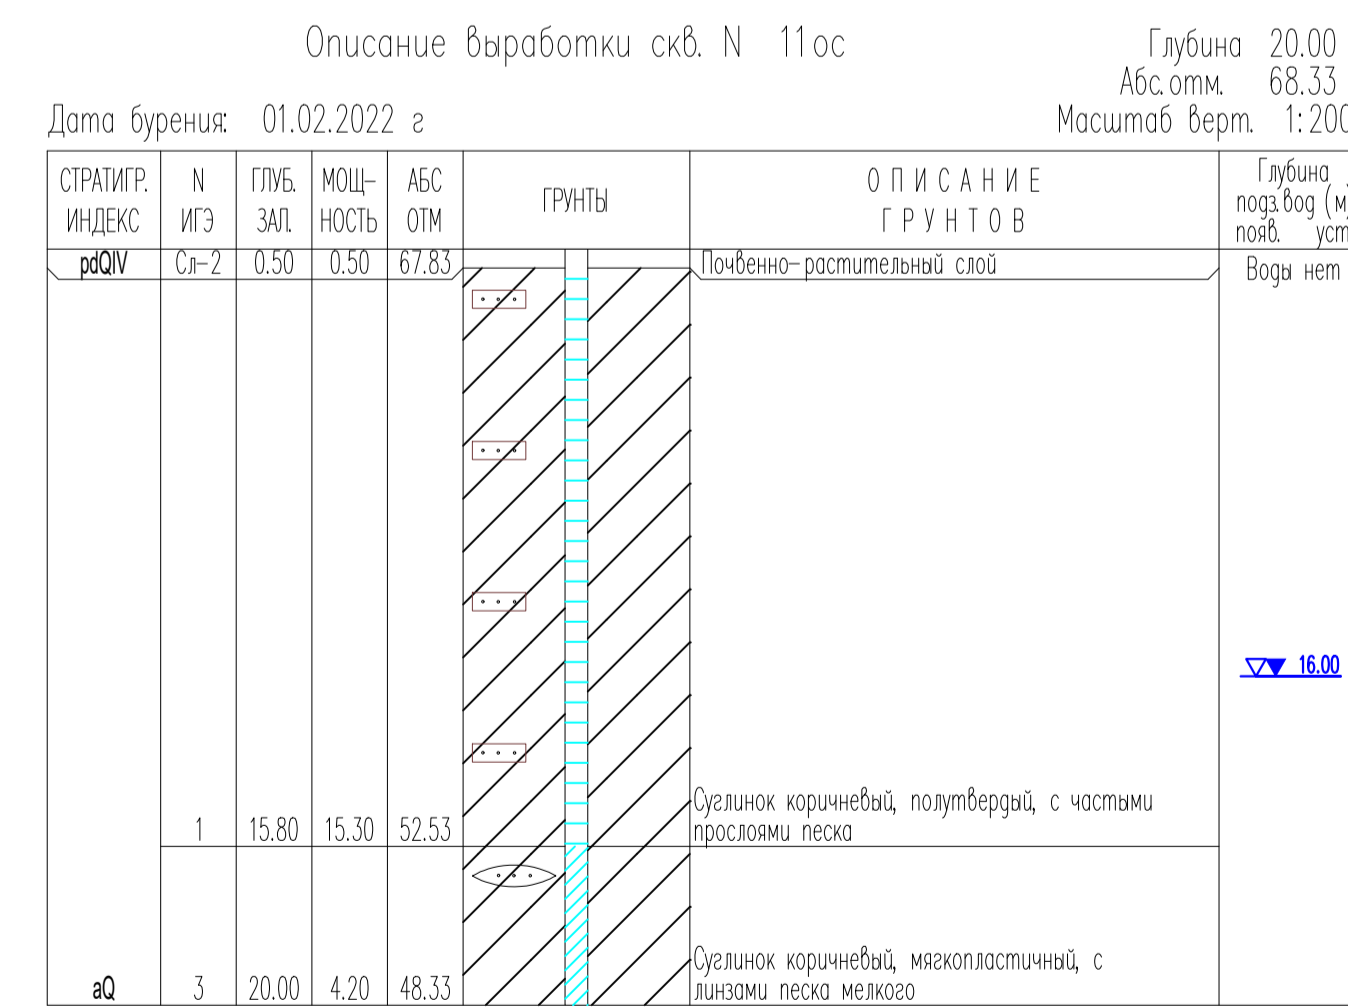 Описание выработки скв. N 11ос
Глубина 20.00
Абс.отм. 68.33
Дата бурения: 01.02.2022 г
Масштаб верт. 1:200
СТРАТИГР. ИНДЕКС
N ИГЭ
ГЛУБ. ЗАЛ.
МОЩ-НОСТЬ
АБС ОТМ
ГРУНТЫ
ОПИСАНИЕ
ГРУНТОВ
Глубина
подз.вод (м)
появ. уст
pdQIV Сл-2 0.50 0.50 67.83 Почвенно-растительный слой Воды нет
16.00
Суглинок коричневый, полутвердый, с частыми
1 15.80 15.30 52.53 прослоями песка
Суглинок коричневый, мягкопластичный, с
aQ 3 20.00 4.20 48.33 линзами песка мелкого